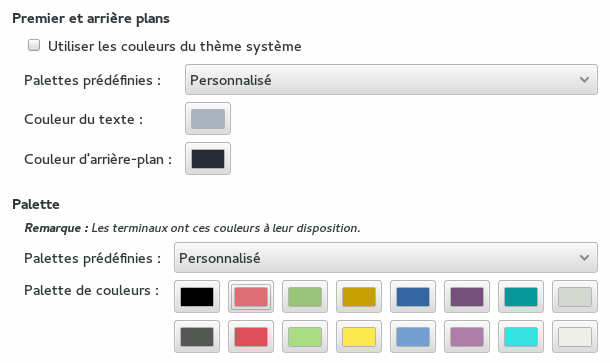 Premier et arrière plans
Utiliser les couleurs du thème système
Palettes prédéfinies : Personnalisé
Couleur du texte :
Couleur d'arrière-plan :
Palette
Remarque : Les terminaux ont ces couleurs à leur disposition.
Palettes prédéfinies : Personnalisé
Palette de couleurs :